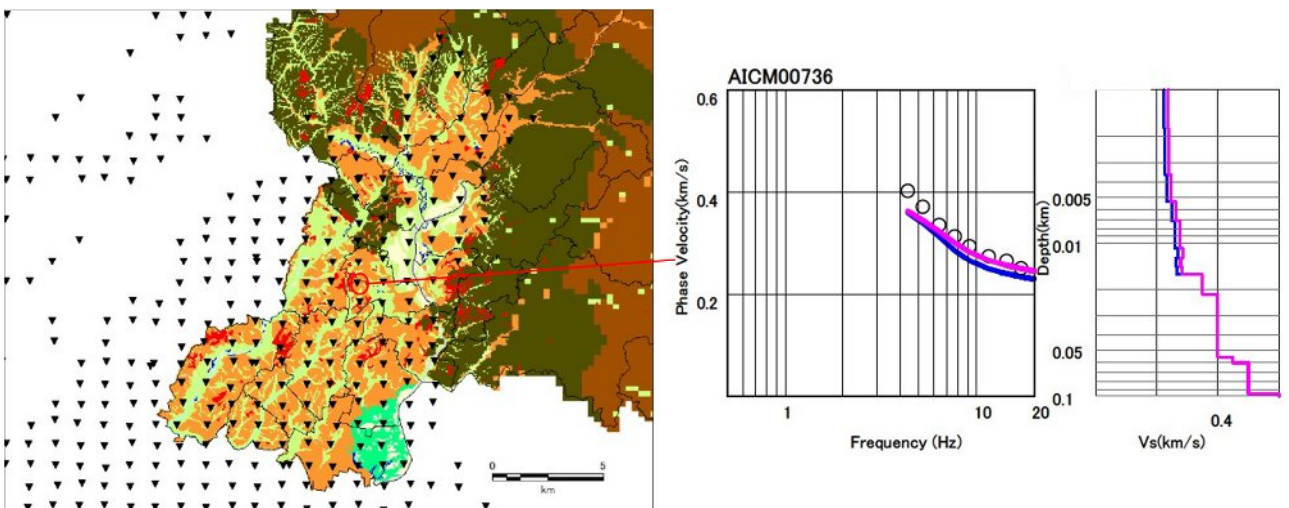 0 5
km
AICM00736
Phase Velocity(km/s)
0.6
0.4
0.2
1 10 20
Frequency (Hz)
Depth(km)
0.005
0.01
0.05
0.1
0.4
Vs(km/s)